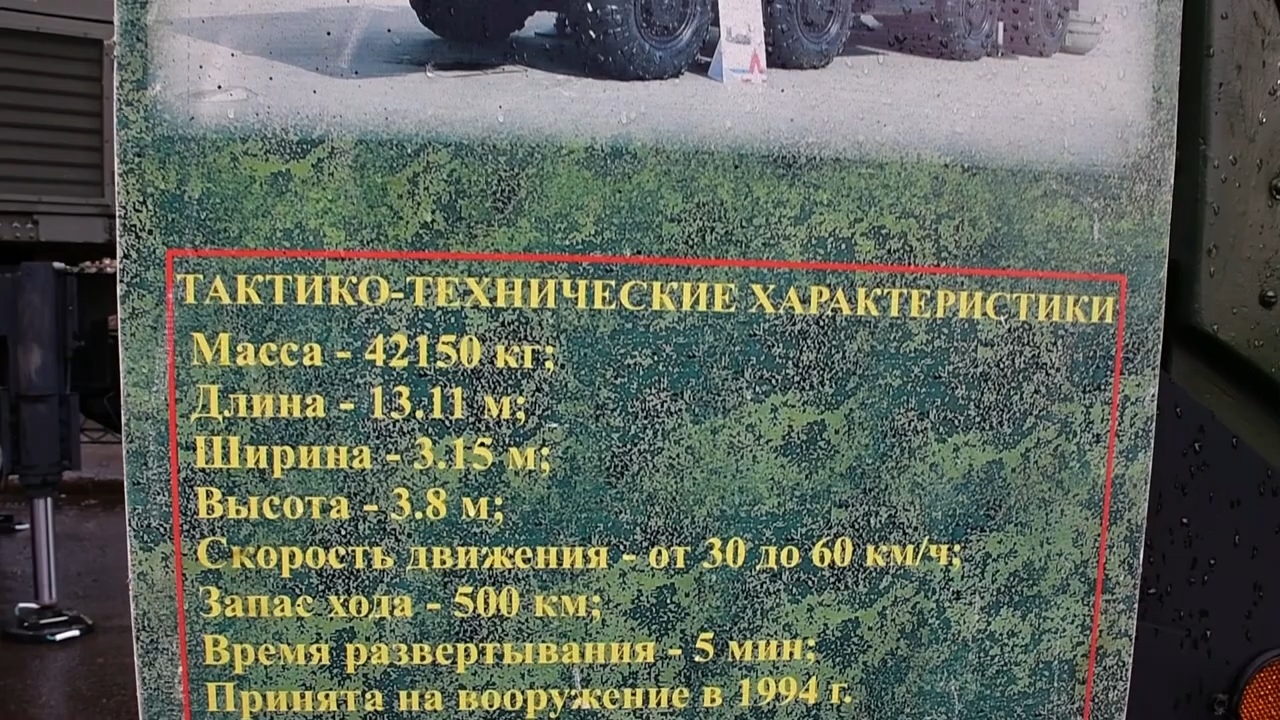 ТАКТИКО-ТЕХНИЧЕСКИЕ ХАРАКТЕРИСТИКИ
Масса - 42150 кг;
Длина - 13.11 м;
Ширина - 3.15 м;
Высота - 3.8 м;
Скорость движения - от 30 до 60 км/ч;
Запас хода - 500 км;
Время развертывания - 5 мин;
Принята на вооружение в 1994 г.